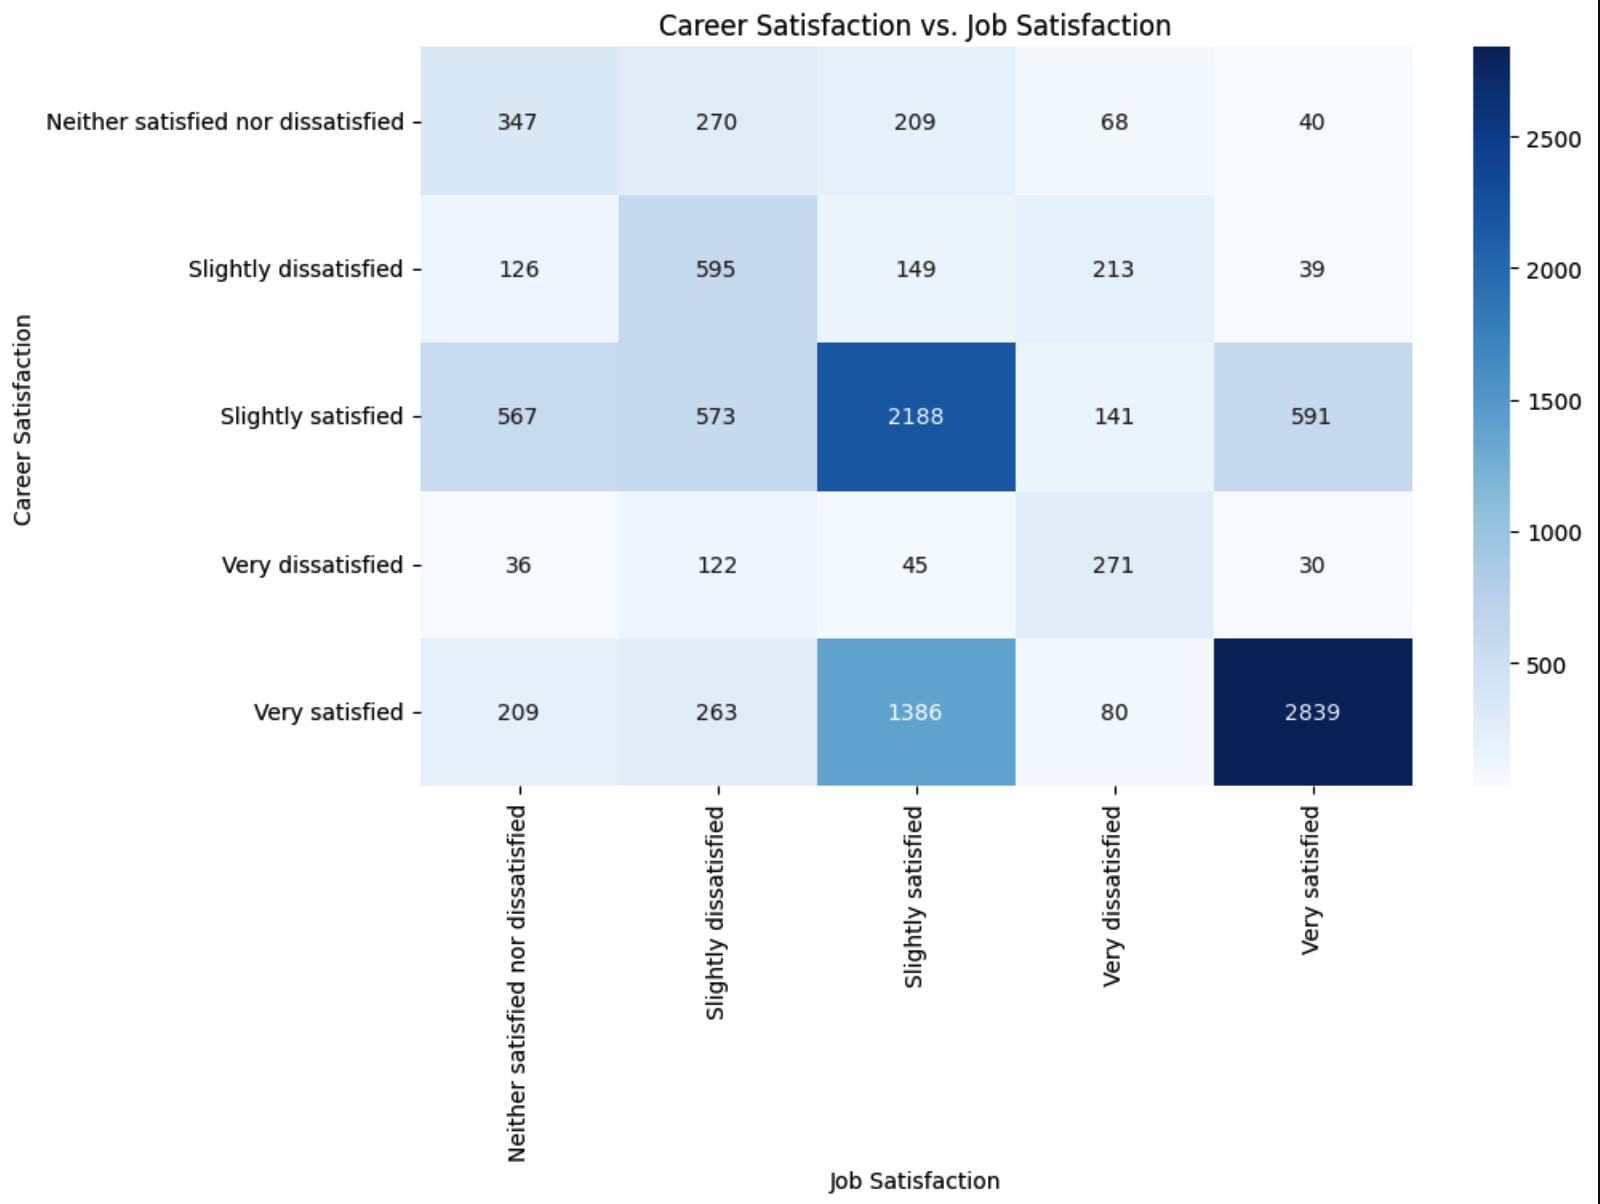 Career Satisfaction vs. Job Satisfaction
Neither satisfied nor dissatisfied 347 270 209 68 40
Slightly dissatisfied 126 595 149 213 39
Slightly satisfied 567 573 2188 141 591
Very dissatisfied 36 122 45 271 30
Very satisfied 209 263 1386 80 2839
Career Satisfaction
Neither satisfied nor dissatisfied
Slightly dissatisfied
Slightly satisfied
Very dissatisfied
Very satisfied
Job Satisfaction
2500
2000
1500
1000
500